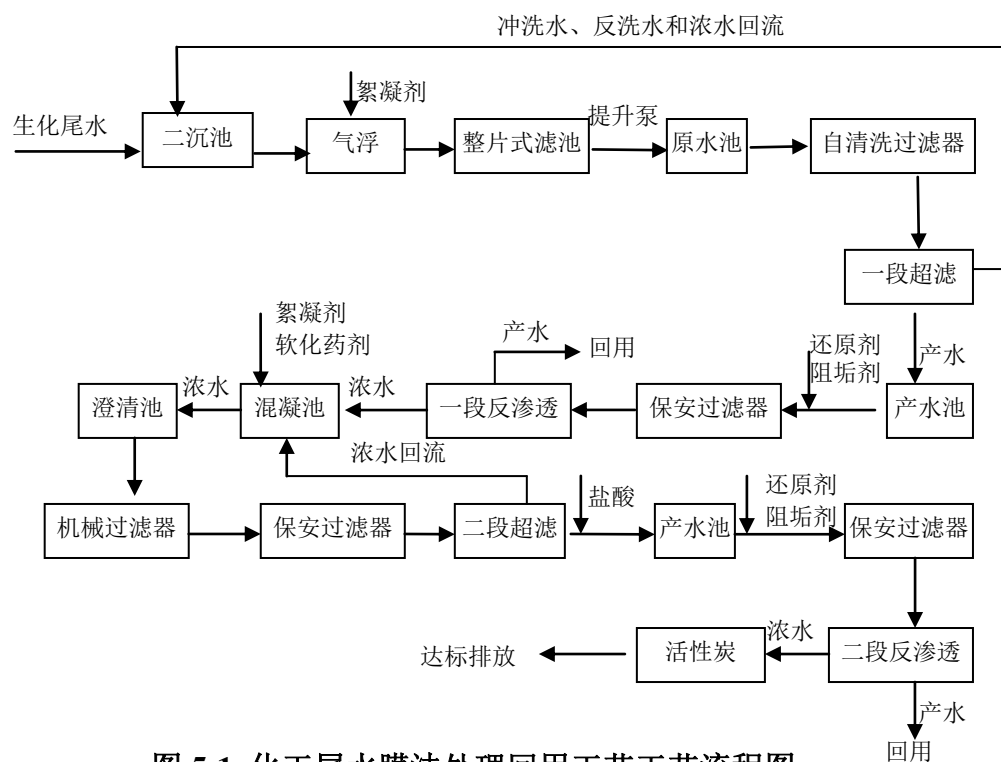 冲洗水、反洗水和浓水回流
絮凝剂
生化尾水
二沉池
气浮
整片式滤池
提升泵
原水池
自清洗过滤器
一段超滤
产水
产水池
还原剂
阻垢剂
保安过滤器
一段反渗透
产水
回用
浓水
絮凝剂
软化药剂
混凝池
浓水
澄清池
浓水回流
机械过滤器
保安过滤器
二段超滤
盐酸
产水池
还原剂
阻垢剂
保安过滤器
二段反渗透
浓水
活性炭
达标排放
产水
回用
图 5-1 化工尾水膜法处理回用工艺工艺流程图